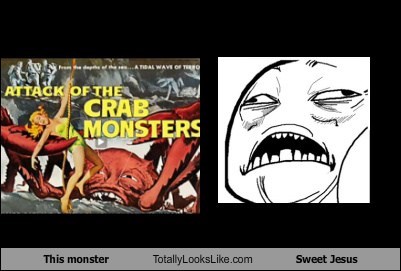 From the depths of the sea...A TIDAL WAVE OF TERROR
ATTACK OF THE
CRAB
MONSTERS
This monster
TotallyLooksLike.com
Sweet Jesus